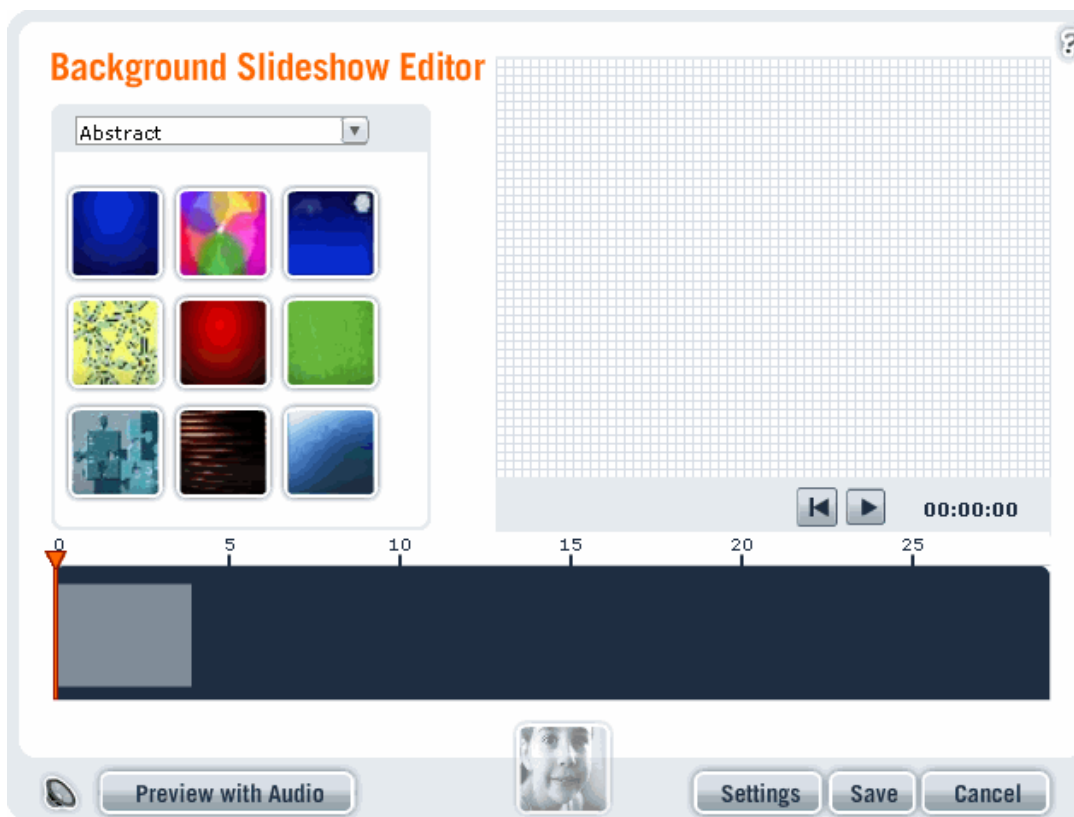 ?
Background Slideshow Editor
Abstract
00:00:00
0 5 10 15 20 25
Preview with Audio
Settings Save Cancel